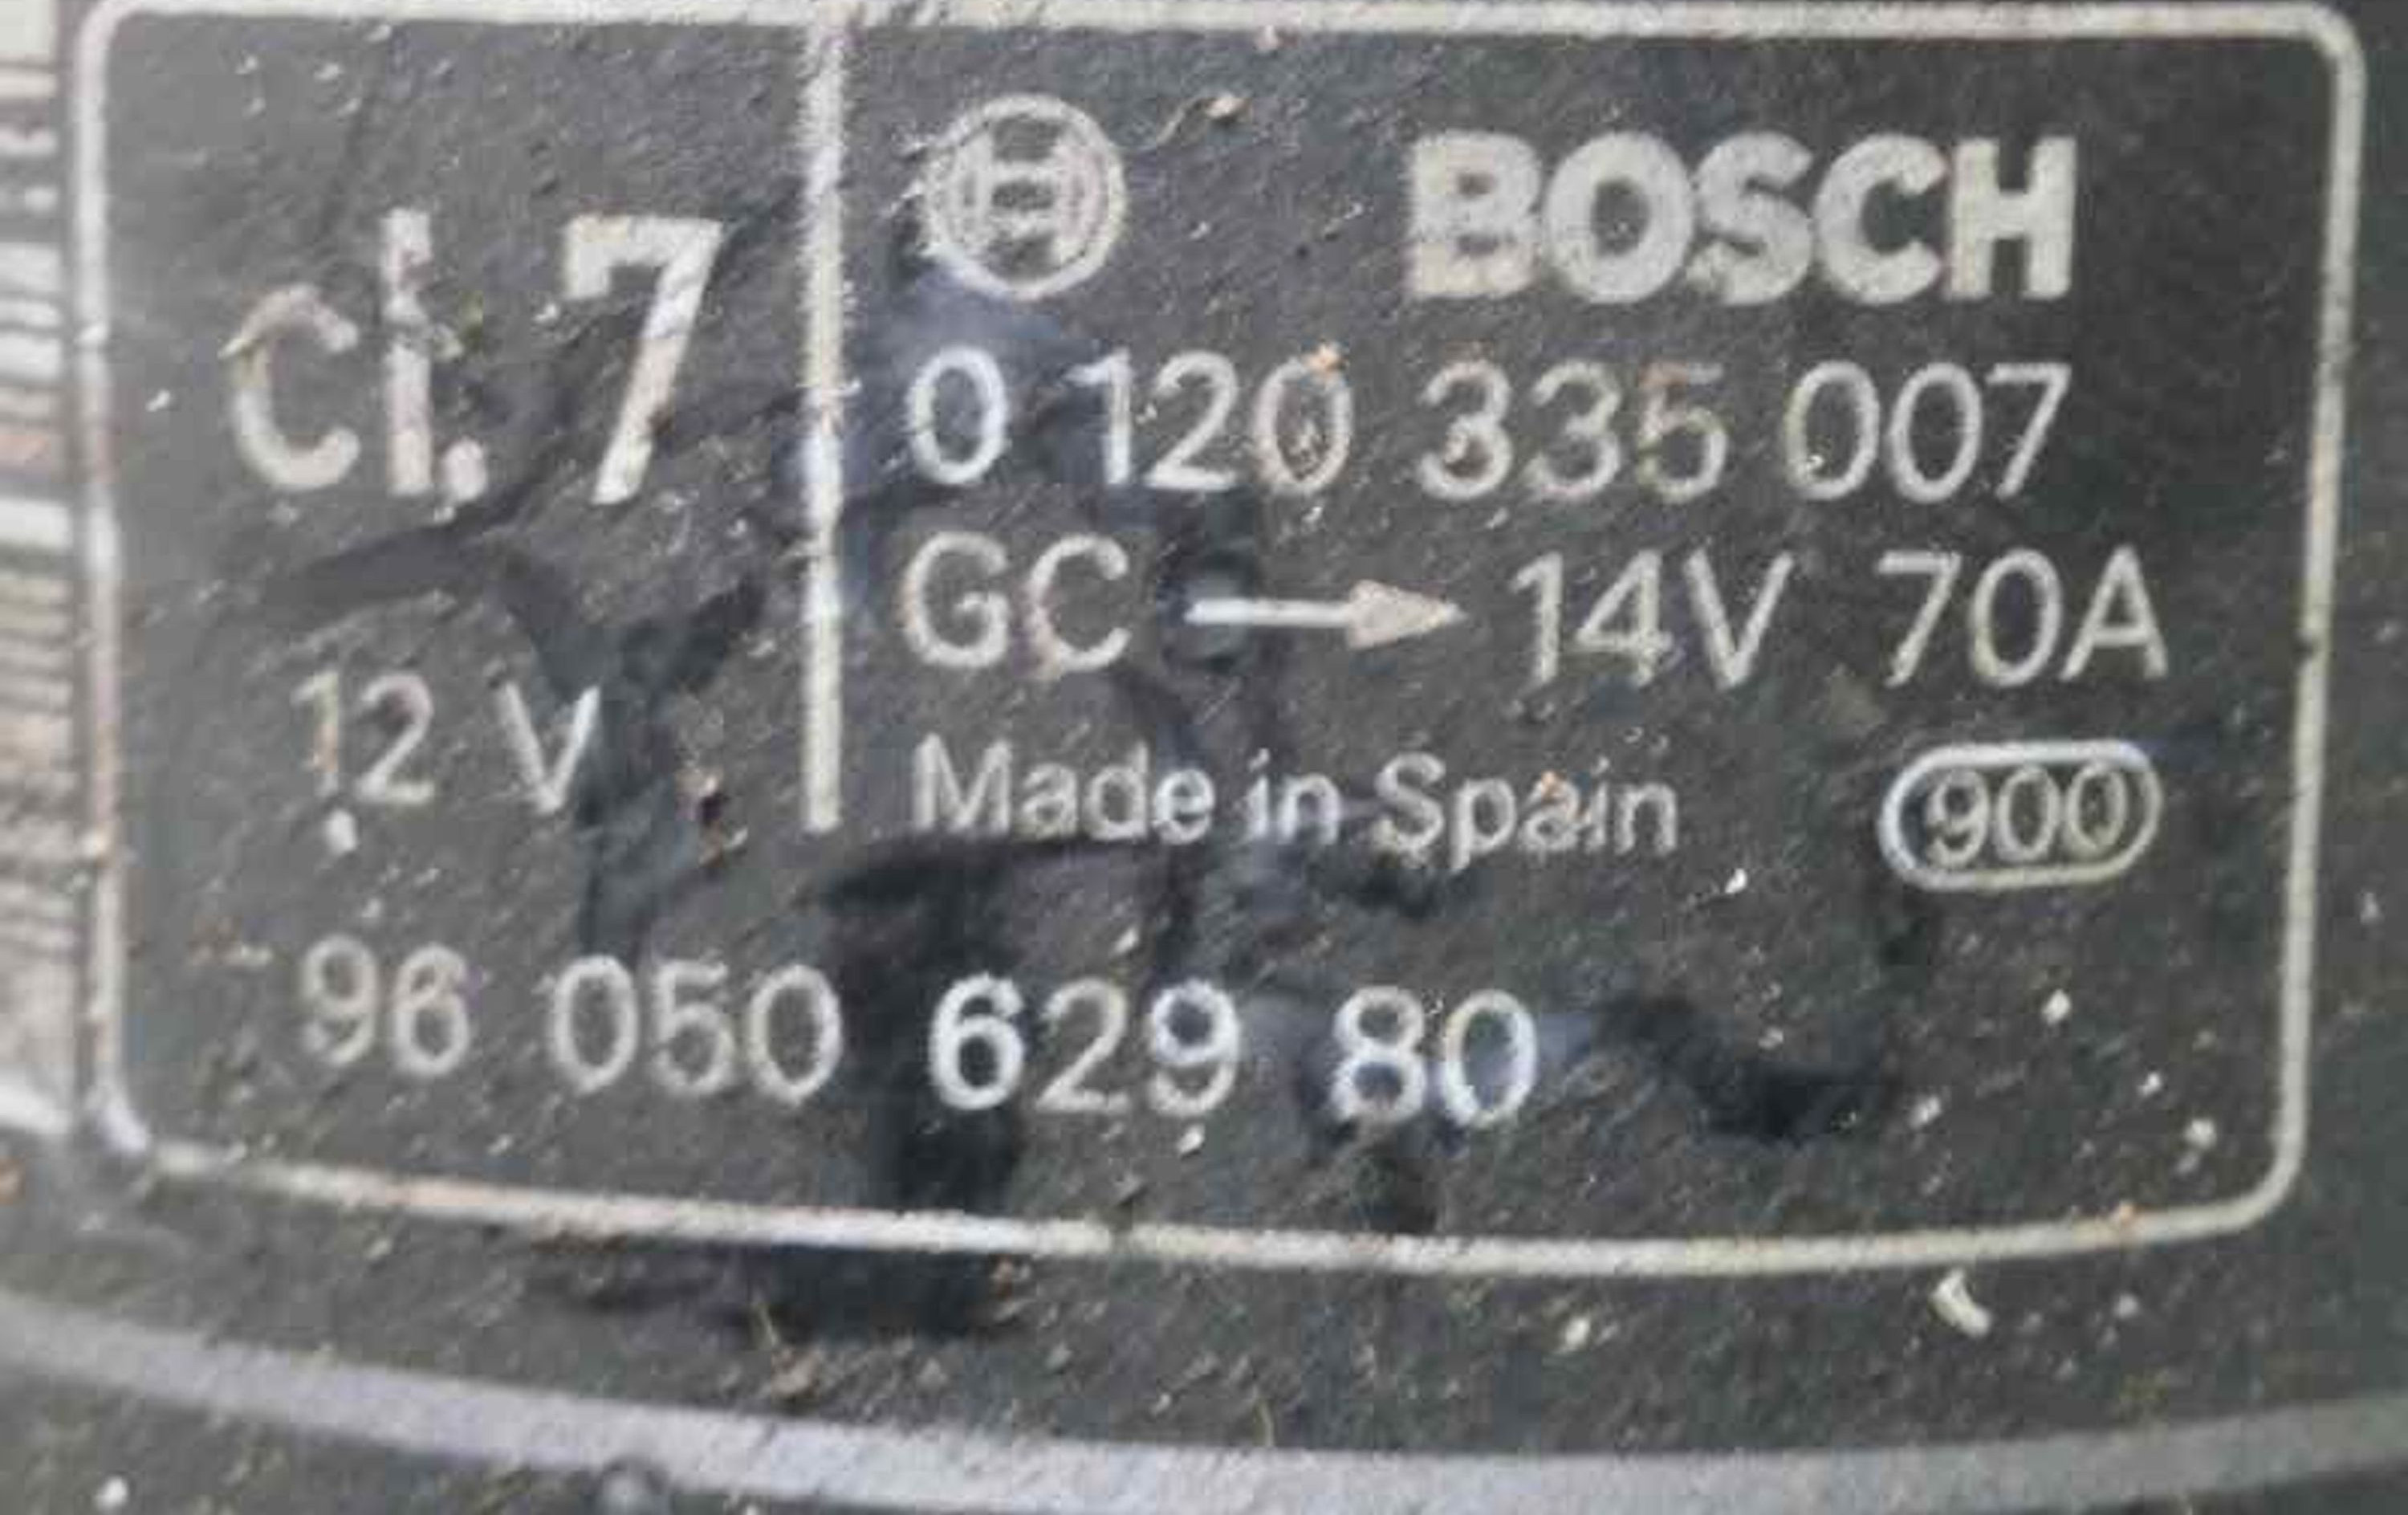 Cl. 7
12 V
BOSCH
0 120 335 007
GC → 14V 70A
Made in Spain 900
96 050 629 80